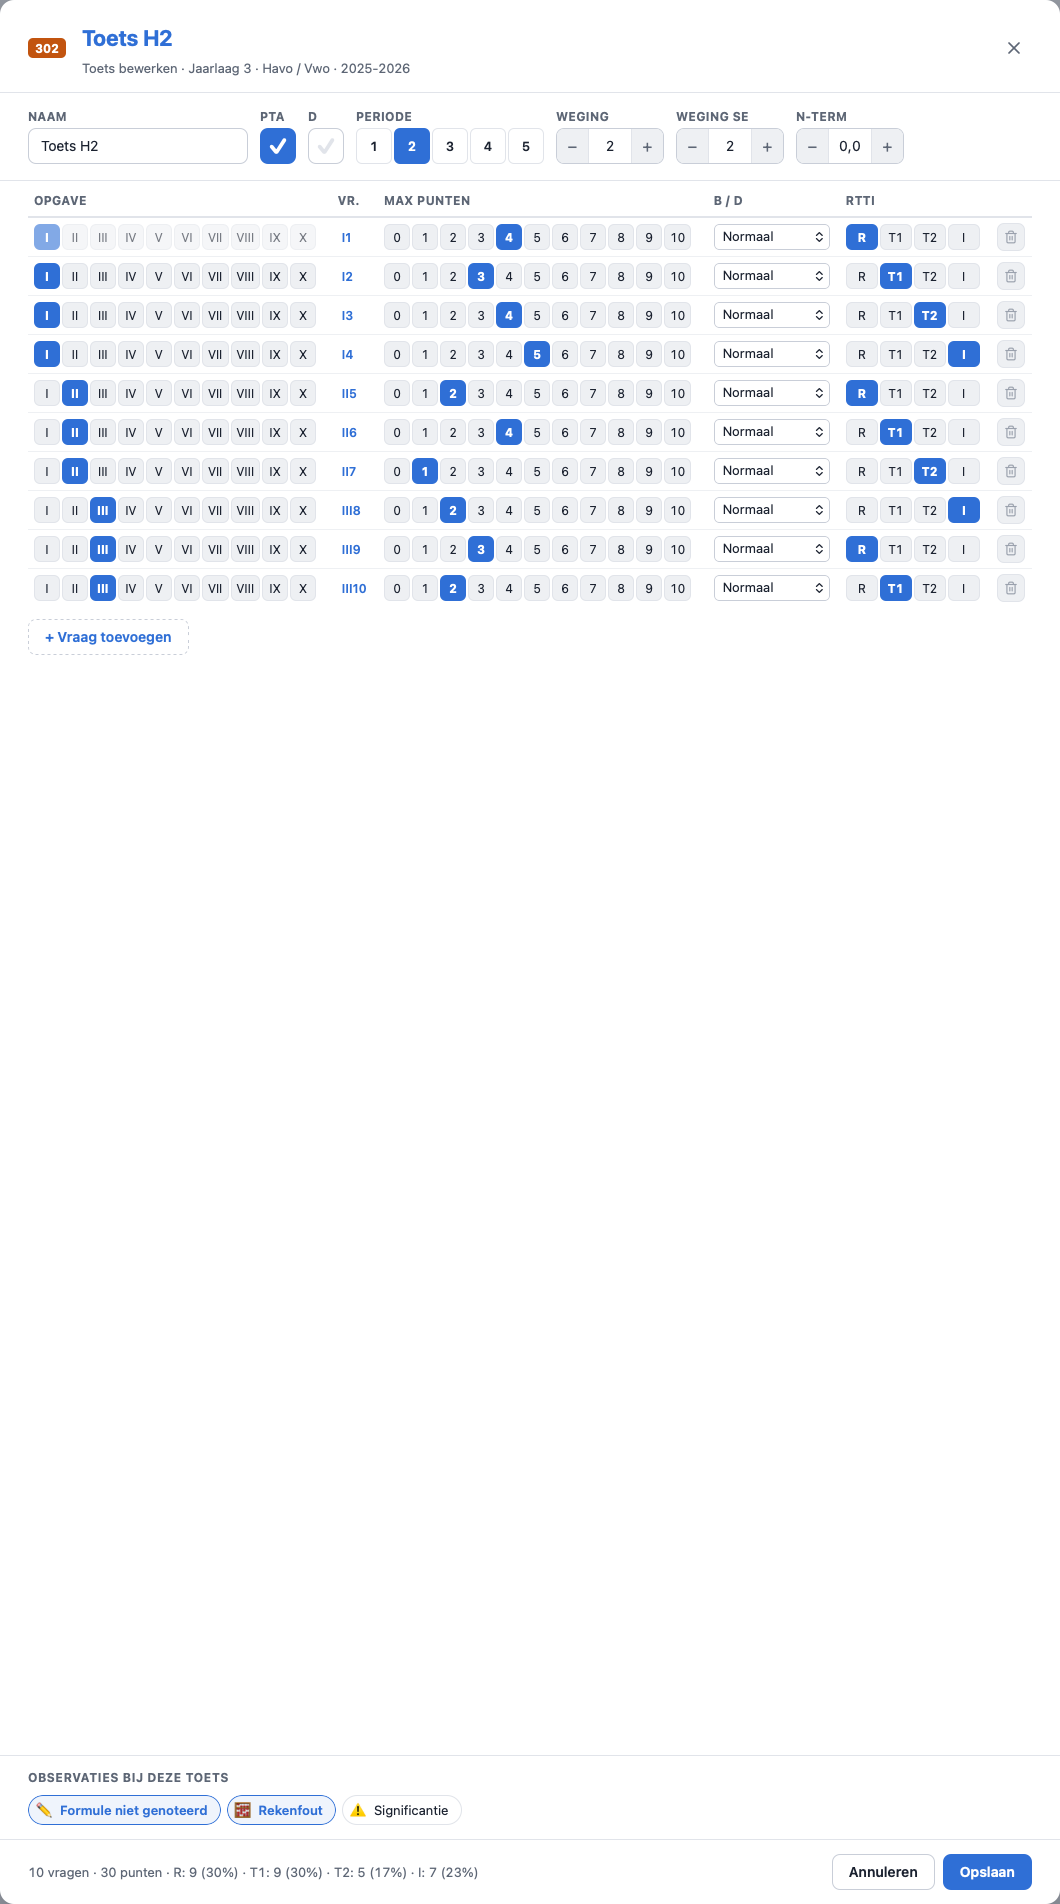 302
Toets H2
Toets bewerken · Jaarlaag 3 · Havo / Vwo · 2025-2026
NAAM PTA D PERIODE WEGING WEGING SE N-TERM
Toets H2 1 2 3 4 5 − 2 + − 2 + − 0,0 +
OPGAVE VR. MAX PUNTEN B / D RTTI
I II III IV V VI VII VIII IX X I1 0 1 2 3 4 5 6 7 8 9 10 Normaal R T1 T2 I
I II III IV V VI VII VIII IX X I2 0 1 2 3 4 5 6 7 8 9 10 Normaal R T1 T2 I
I II III IV V VI VII VIII IX X I3 0 1 2 3 4 5 6 7 8 9 10 Normaal R T1 T2 I
I II III IV V VI VII VIII IX X I4 0 1 2 3 4 5 6 7 8 9 10 Normaal R T1 T2 I
I II III IV V VI VII VIII IX X II5 0 1 2 3 4 5 6 7 8 9 10 Normaal R T1 T2 I
I II III IV V VI VII VIII IX X II6 0 1 2 3 4 5 6 7 8 9 10 Normaal R T1 T2 I
I II III IV V VI VII VIII IX X II7 0 1 2 3 4 5 6 7 8 9 10 Normaal R T1 T2 I
I II III IV V VI VII VIII IX X III8 0 1 2 3 4 5 6 7 8 9 10 Normaal R T1 T2 I
I II III IV V VI VII VIII IX X III9 0 1 2 3 4 5 6 7 8 9 10 Normaal R T1 T2 I
I II III IV V VI VII VIII IX X III10 0 1 2 3 4 5 6 7 8 9 10 Normaal R T1 T2 I
+ Vraag toevoegen
OBSERVATIES BIJ DEZE TOETS
Formule niet genoteerd Rekenfout Significantie
10 vragen · 30 punten · R: 9 (30%) · T1: 9 (30%) · T2: 5 (17%) · I: 7 (23%) Annuleren Opslaan